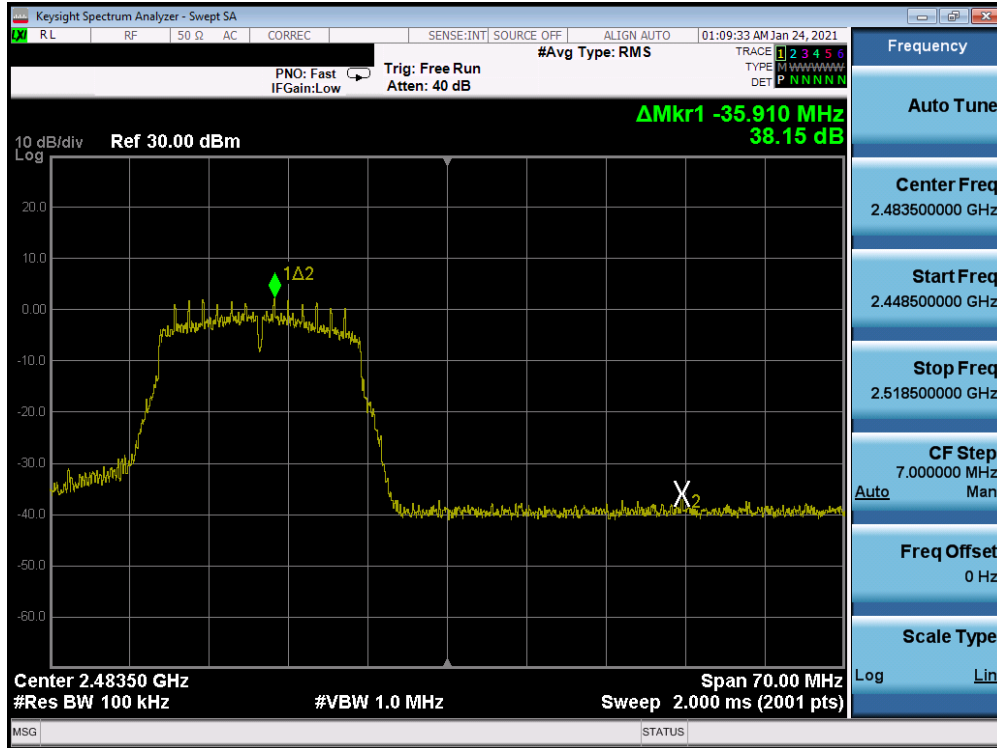 Keysight Spectrum Analyzer - Swept SA
LXI RL RF 50 Ω AC CORREC SENSE:INT SOURCE OFF ALIGN AUTO 01:09:33 AM Jan 24, 2021
#Avg Type: RMS TRACE 1 2 3 4 5 6
PNO: Fast Trig: Free Run TYPE M WWWWW
IFGain:Low Atten: 40 dB DET P N N N N N
ΔMkr1 -35.910 MHz
38.15 dB
10 dB/div Ref 30.00 dBm
Log
20.0
10.0
1Δ2
0.00
-10.0
-20.0
-30.0
X2
-40.0
-50.0
-60.0
Center 2.48350 GHz Span 70.00 MHz
#Res BW 100 kHz #VBW 1.0 MHz Sweep 2.000 ms (2001 pts)
MSG STATUS
Frequency
Auto Tune
Center Freq
2.483500000 GHz
Start Freq
2.448500000 GHz
Stop Freq
2.518500000 GHz
CF Step
7.000000 MHz
Auto Man
Freq Offset
0 Hz
Scale Type
Log Lin